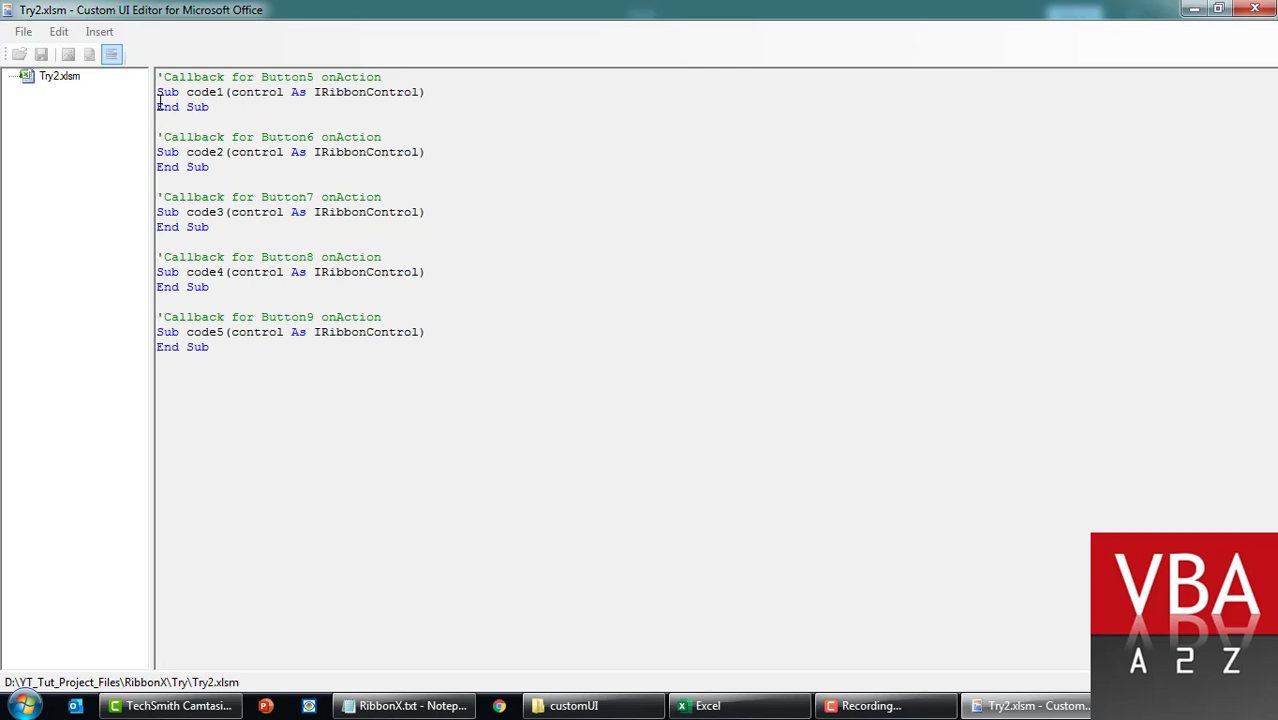 Try2.xlsm - Custom UI Editor for Microsoft Office
File Edit Insert
Try2.xlsm
'Callback for Button5 onAction
Sub code1(control As IRibbonControl)
End Sub
'Callback for Button6 onAction
Sub code2(control As IRibbonControl)
End Sub
'Callback for Button7 onAction
Sub code3(control As IRibbonControl)
End Sub
'Callback for Button8 onAction
Sub code4(control As IRibbonControl)
End Sub
'Callback for Button9 onAction
Sub code5(control As IRibbonControl)
End Sub
VBA
A 2 Z
D:\YT_Tut_Project_Files\RibbonX\Try\Try2.xlsm
TechSmith Camtasi... RibbonX.txt - Notep... customUI Excel Recording... Try2.xlsm - Custom...